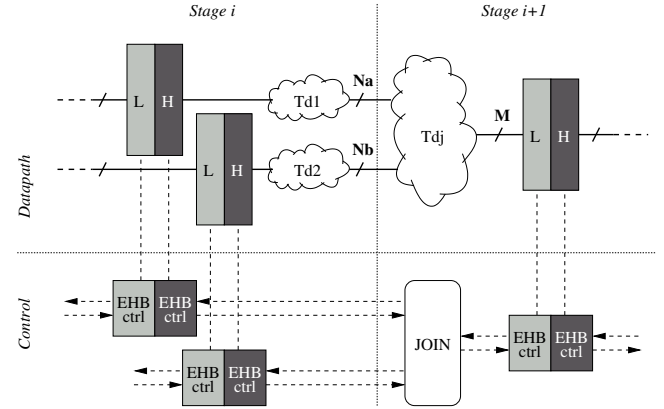 Stage i
Stage i+1
Na
L
H
Td1
M
L
H
Tdj
Nb
L
H
Td2
Datapath
Control
EHB
ctrl
EHB
ctrl
JOIN
EHB
ctrl
EHB
ctrl
EHB
ctrl
EHB
ctrl